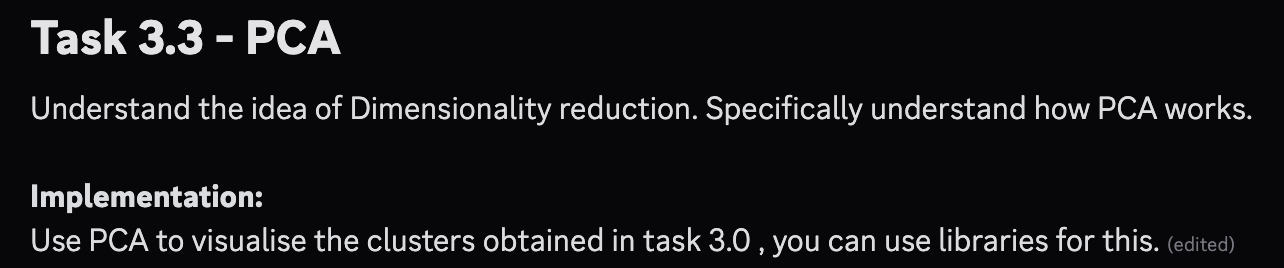 Task 3.3 - PCA
Understand the idea of Dimensionality reduction. Specifically understand how PCA works.
Implementation:
Use PCA to visualise the clusters obtained in task 3.0 , you can use libraries for this. (edited)